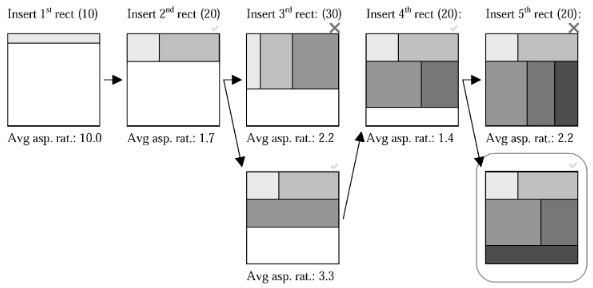 Insert 1st rect (10)
Insert 2nd rect (20)
Insert 3rd rect: (30)
Insert 4th rect (20):
Insert 5th rect (20):
Avg asp. rat.: 10.0
Avg asp. rat.: 1.7
Avg asp. rat.: 2.2
Avg asp. rat.: 1.4
Avg asp. rat.: 2.2
Avg asp. rat.: 3.3